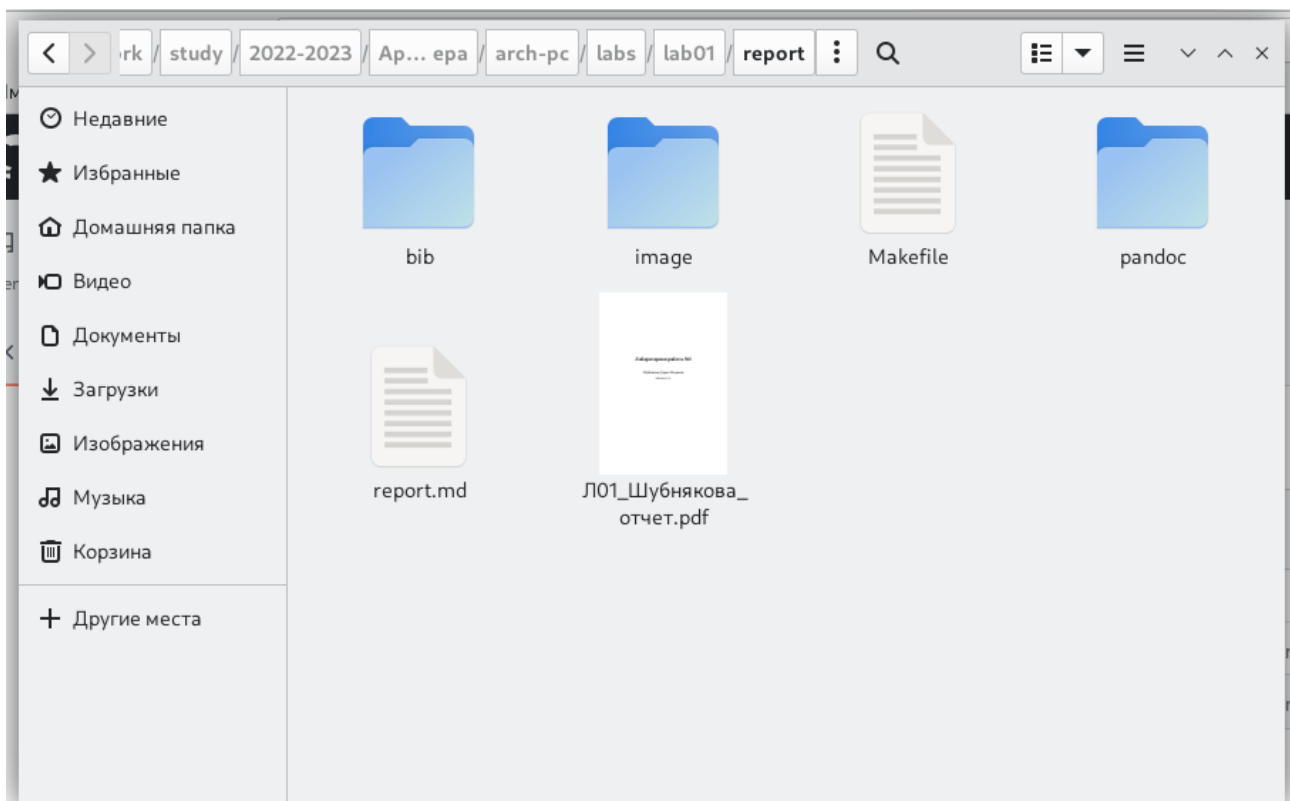 rk / study / 2022-2023 / Ap... ера / arch-pc / labs / lab01 / report
Недавние
Избранные
Домашняя папка
Видео
Документы
Загрузки
Изображения
Музыка
Корзина
Другие места
bib
image
Makefile
pandoc
report.md
Л01_Шубнякова_
отчет.pdf